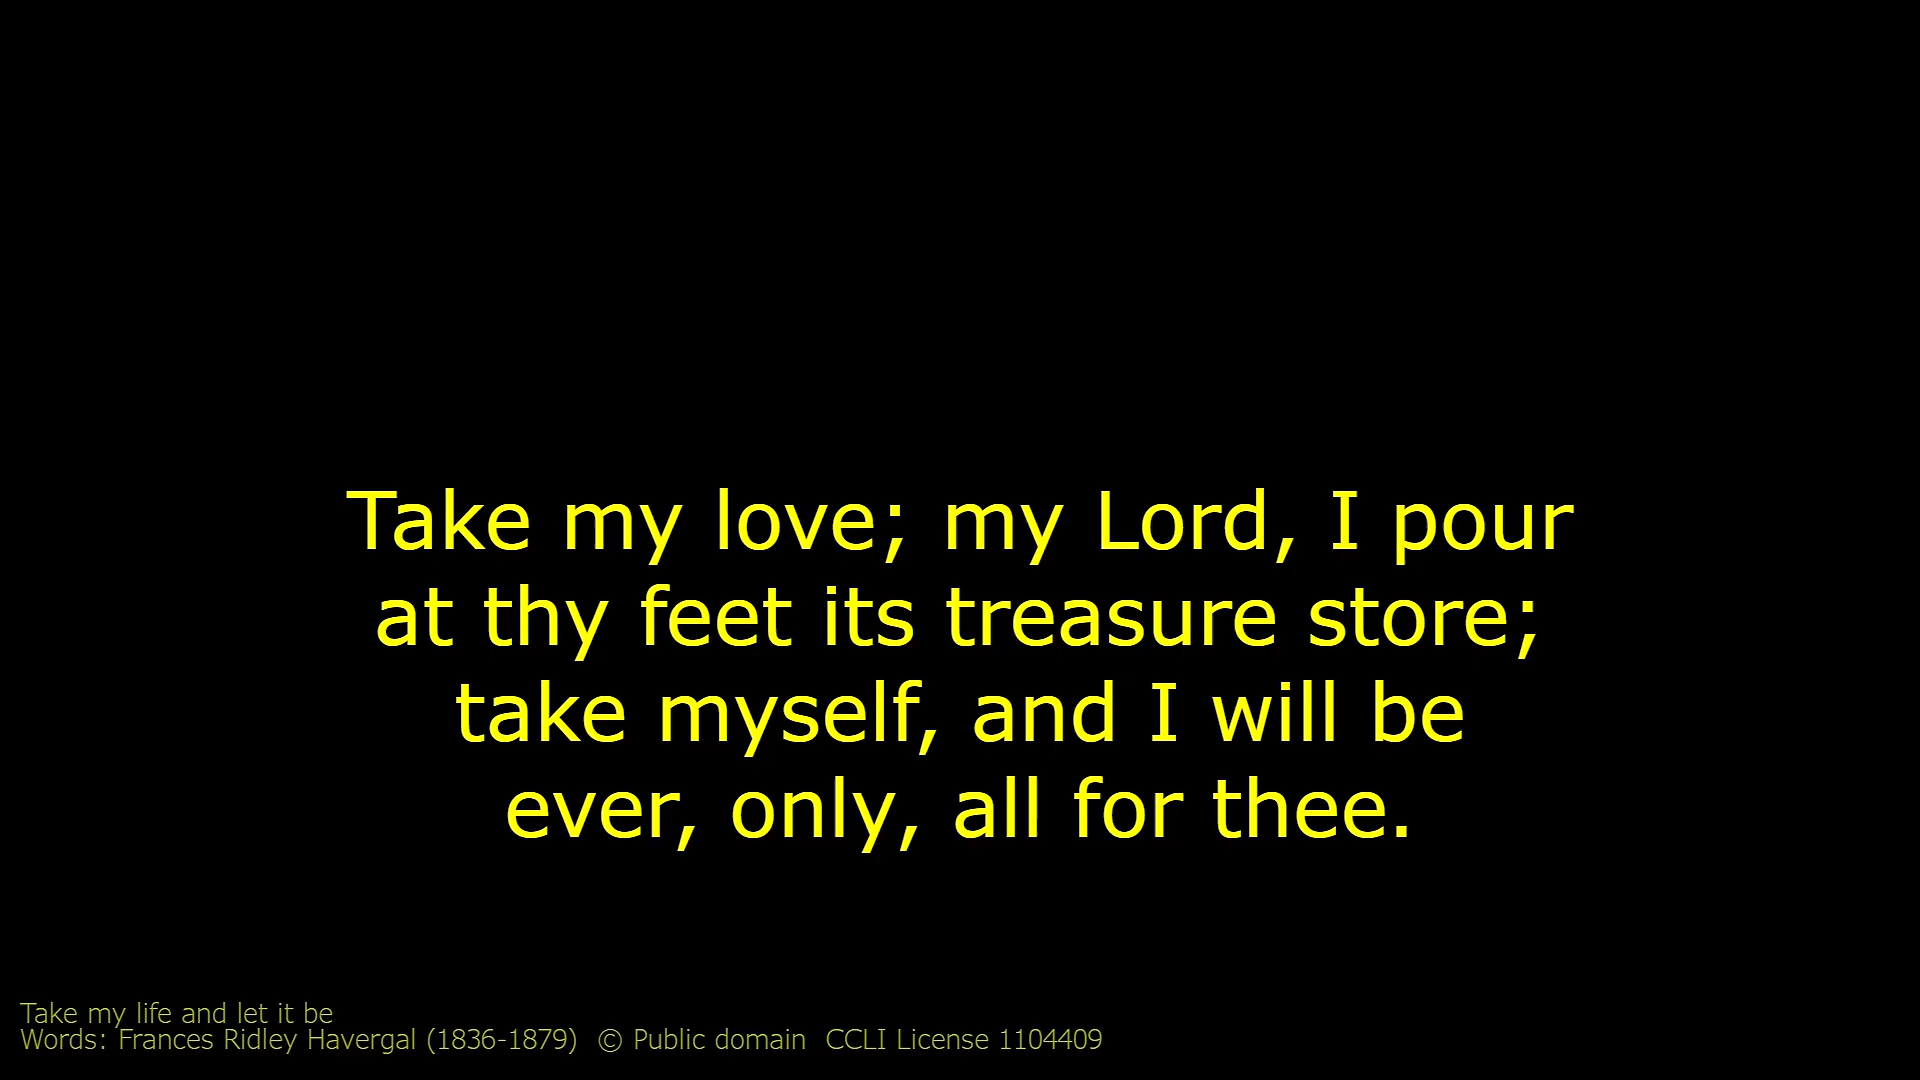 Take my love; my Lord, I pour
at thy feet its treasure store;
take myself, and I will be
ever, only, all for thee.
Take my life and let it be
Words: Frances Ridley Havergal (1836-1879)  © Public domain  CCLI License 1104409